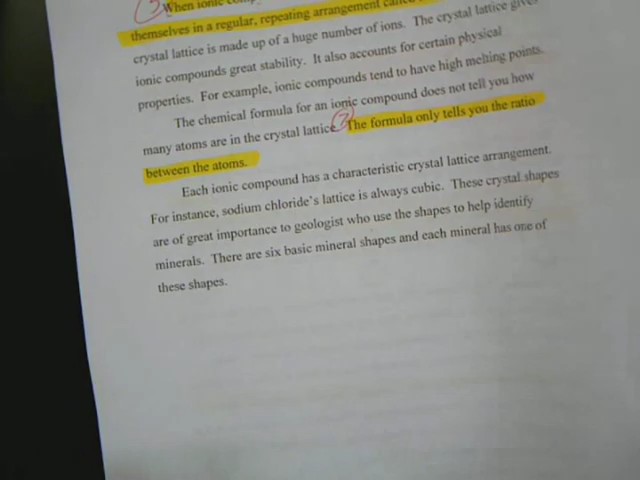 When ionic
themselves in a regular, repeating arrangement called
crystal lattice is made up of a huge number of ions. The crystal lattice gives
ionic compounds great stability. It also accounts for certain physical
properties. For example, ionic compounds tend to have high melting points.
The chemical formula for an ionic compound does not tell you how
many atoms are in the crystal lattice. The formula only tells you the ratio
between the atoms.
Each ionic compound has a characteristic crystal lattice arrangement.
For instance, sodium chloride's lattice is always cubic. These crystal shapes
are of great importance to geologist who use the shapes to help identify
minerals. There are six basic mineral shapes and each mineral has one of
these shapes.